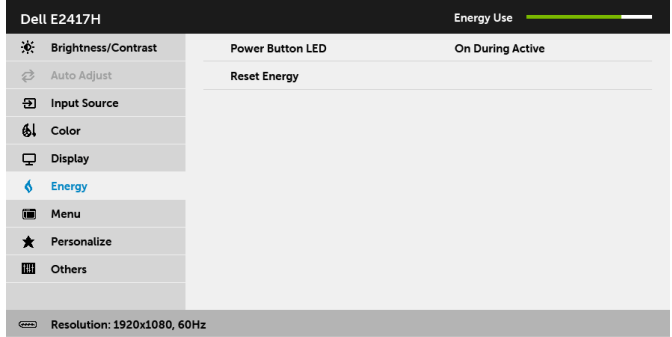 Dell E2417H Energy Use
Brightness/Contrast Power Button LED On During Active
Auto Adjust Reset Energy
Input Source
Color
Display
Energy
Menu
Personalize
Others
Resolution: 1920x1080, 60Hz